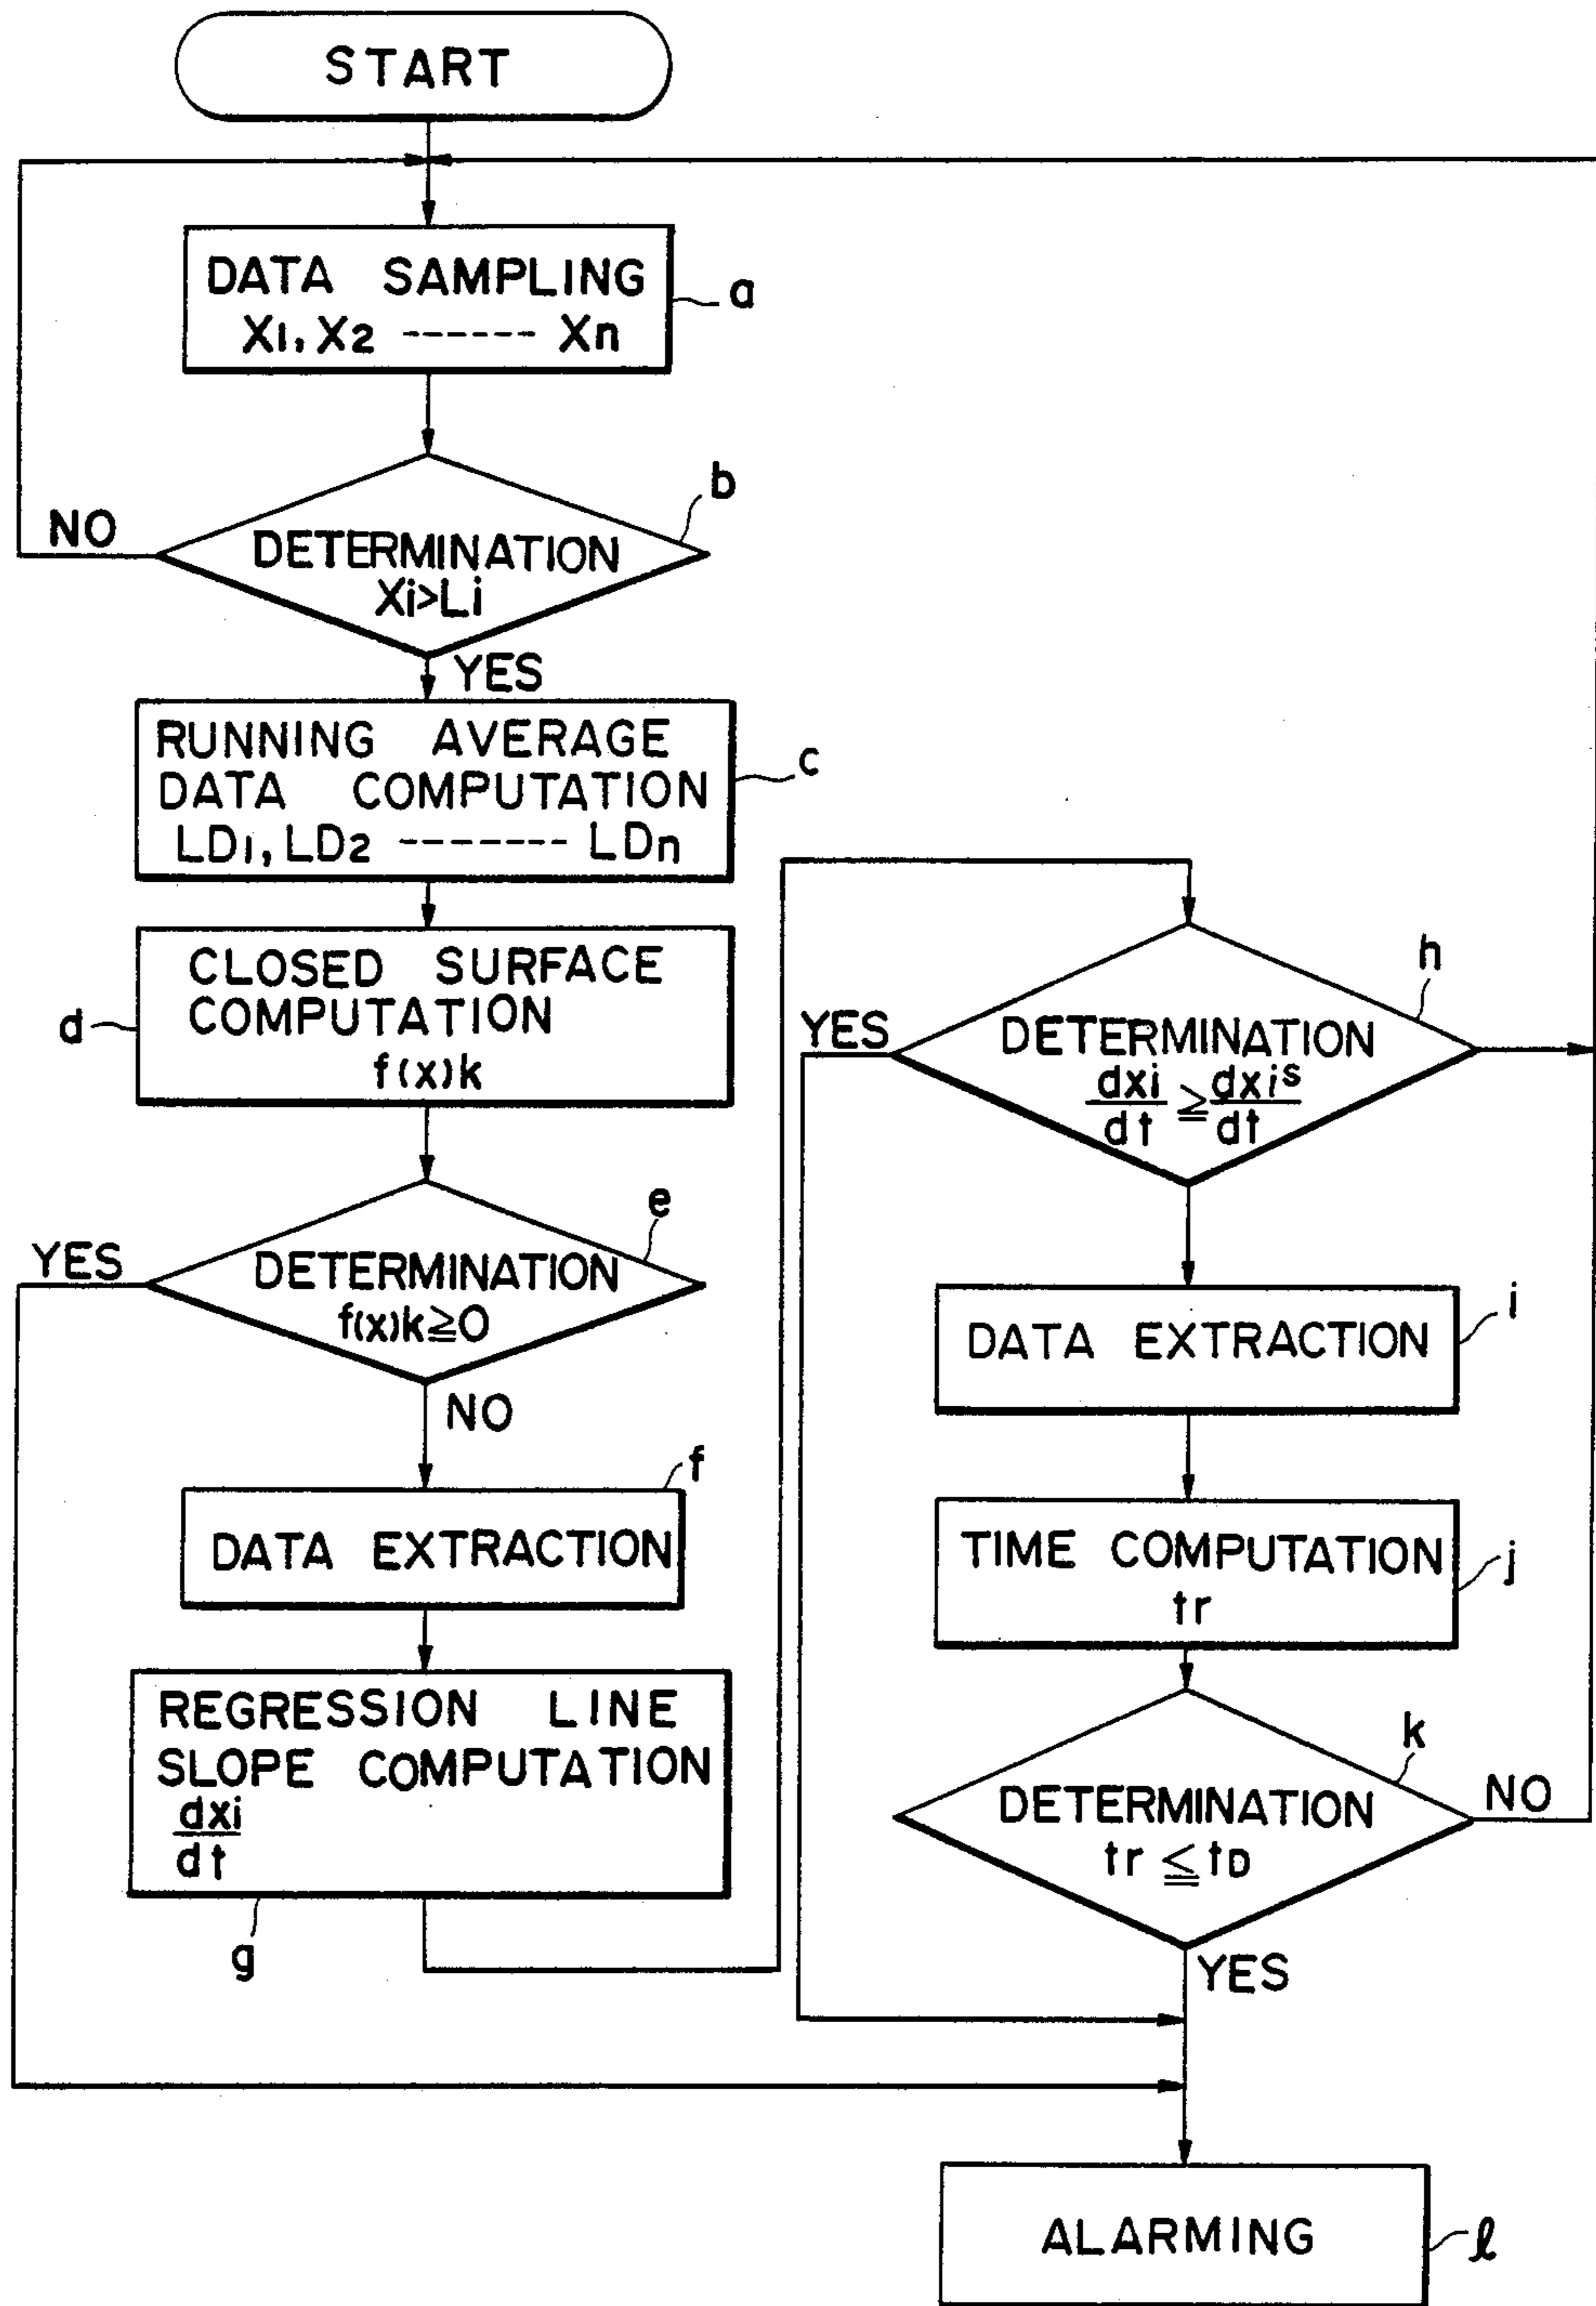 START
DATA SAMPLING
X1, X2 ------- Xn
a
b
NO
DETERMINATION
Xi>Li
YES
RUNNING AVERAGE
DATA COMPUTATION
LD1, LD2 -------- LDn
c
CLOSED SURFACE
COMPUTATION
f(x)k
d
e
YES
DETERMINATION
f(x)k≧0
NO
f
DATA EXTRACTION
REGRESSION LINE
SLOPE COMPUTATION
dxi
dt
g
h
YES
DETERMINATION
dxi/dt ≧ dxis/dt
i
DATA EXTRACTION
TIME COMPUTATION
tr
j
k
DETERMINATION
tr ≦ tD
NO
YES
ALARMING
ℓ